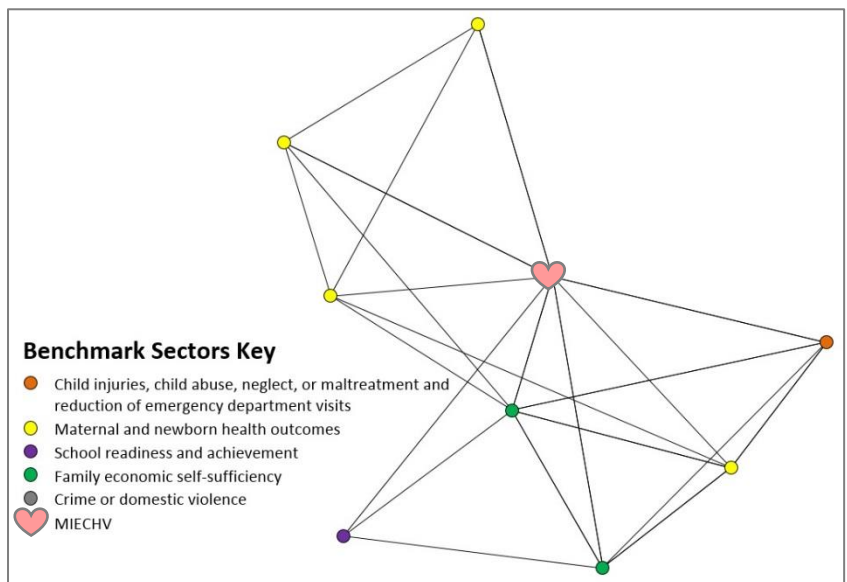 Benchmark Sectors Key
Child injuries, child abuse, neglect, or maltreatment and
reduction of emergency department visits
Maternal and newborn health outcomes
School readiness and achievement
Family economic self-sufficiency
Crime or domestic violence
MIECHV